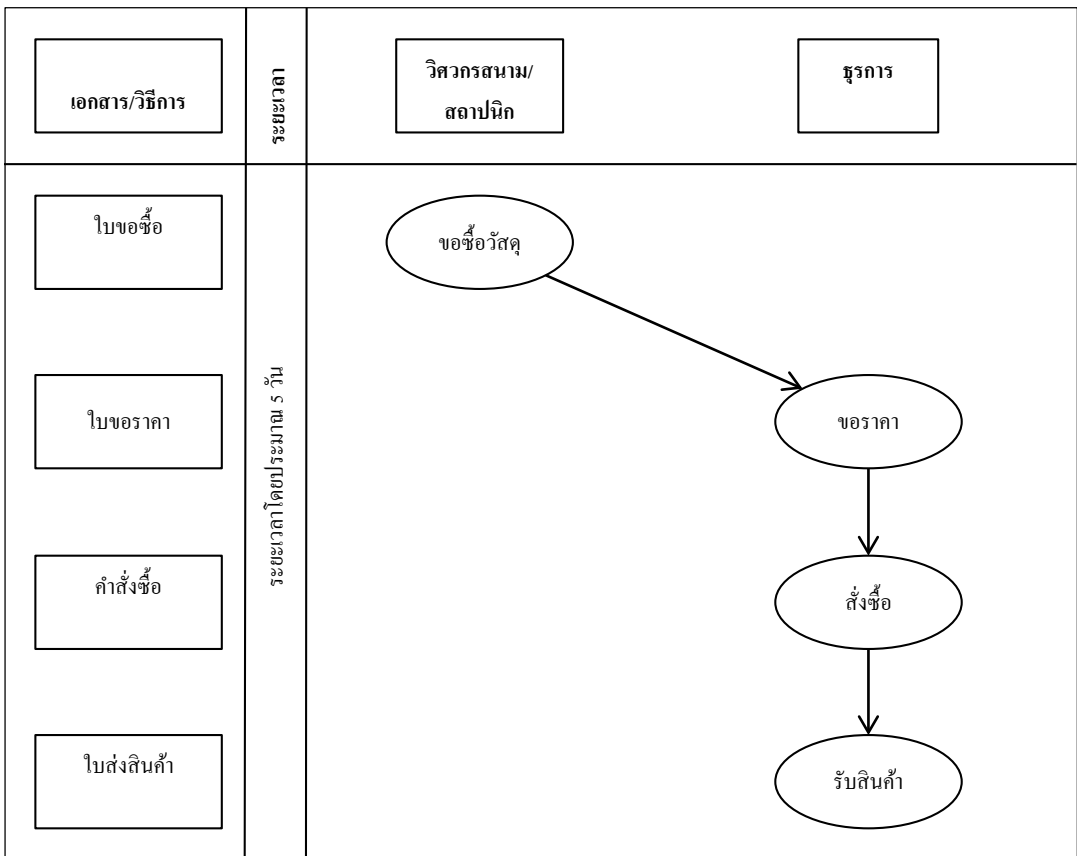 เอกสาร/วิธีการ
ระยะเวลา
วิศวกรสนาม/
สถาปนิก
ธุรการ
ใบขอซื้อ
ขอซื้อวัสดุ
ระยะเวลาโดยประมาณ 5 วัน
ใบขอราคา
ขอราคา
คำสั่งซื้อ
สั่งซื้อ
ใบส่งสินค้า
รับสินค้า